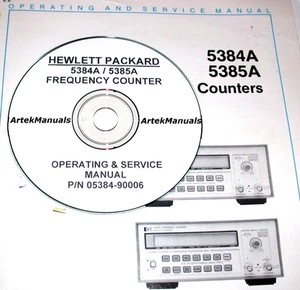 OPERATING AND SERVICE MANUAL
5384A
5385A
Counters
HEWLETT PACKARD
5384A / 5385A
FREQUENCY COUNTER
ArtekManuals
ArtekManuals
OPERATING & SERVICE
MANUAL
P/N 05384-90006